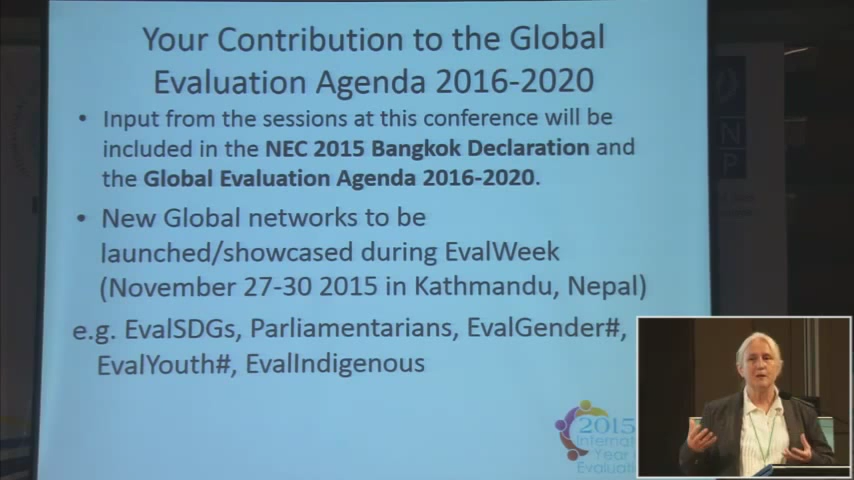 Your Contribution to the Global
Evaluation Agenda 2016-2020
• Input from the sessions at this conference will be
included in the NEC 2015 Bangkok Declaration and
the Global Evaluation Agenda 2016-2020.
• New Global networks to be
launched/showcased during EvalWeek
(November 27-30 2015 in Kathmandu, Nepal)
e.g. EvalSDGs, Parliamentarians, EvalGender#,
EvalYouth#, EvalIndigenous
2015
Year